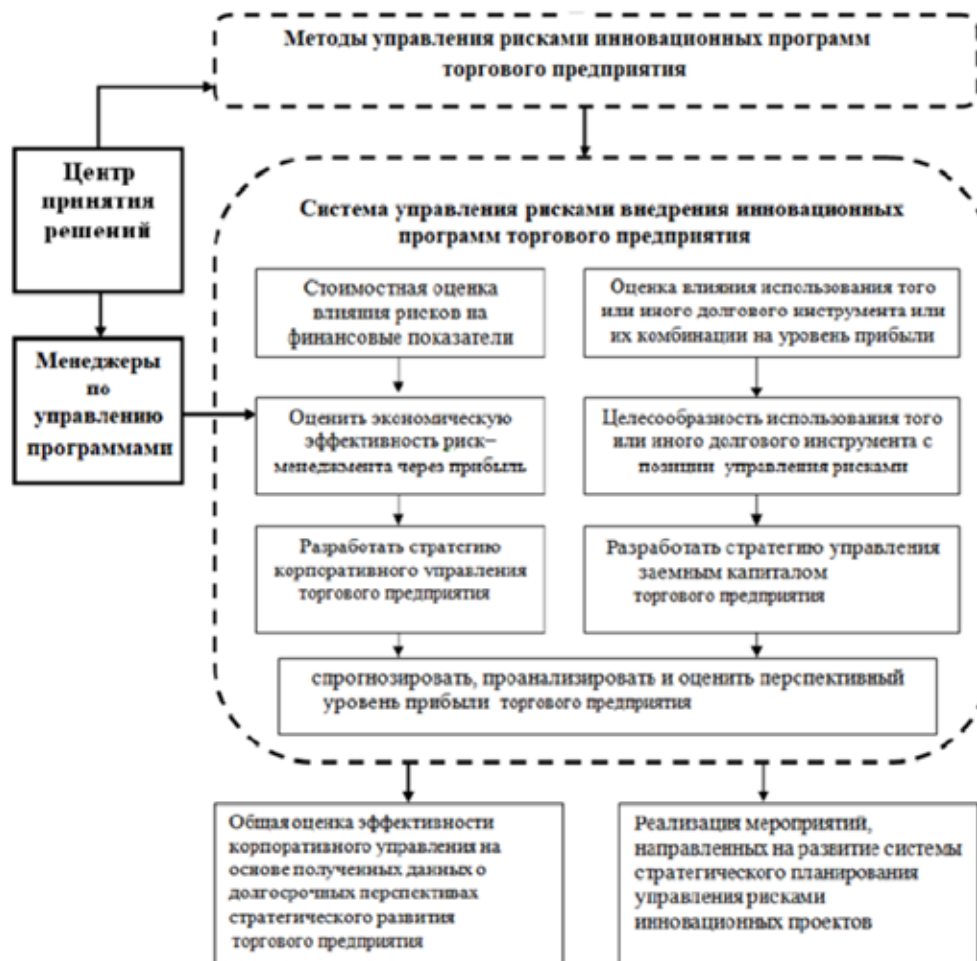 Методы управления рисками инновационных программ
торгового предприятия
Центр
принятия
решений
Система управления рисками внедрения инновационных
программ торгового предприятия
Стоимостная оценка
влияния рисков на
финансовые показатели
Оценка влияния использования того
или иного долгового инструмента или
их комбинации на уровень прибыли
Менеджеры
по
управлению
программами
Оценить экономическую
эффективность риск–
менеджмента через прибыль
Целесообразность использования того
или иного долгового инструмента с
позиции управления рисками
Разработать стратегию
корпоративного управления
торгового предприятия
Разработать стратегию управления
заемным капиталом
торгового предприятия
спрогнозировать, проанализировать и оценить перспективный
уровень прибыли торгового предприятия
Общая оценка эффективности
корпоративного управления на
основе полученных данных о
долгосрочных перспективах
стратегического развития
торгового предприятия
Реализация мероприятий,
направленных на развитие системы
стратегического планирования
управления рисками
инновационных проектов